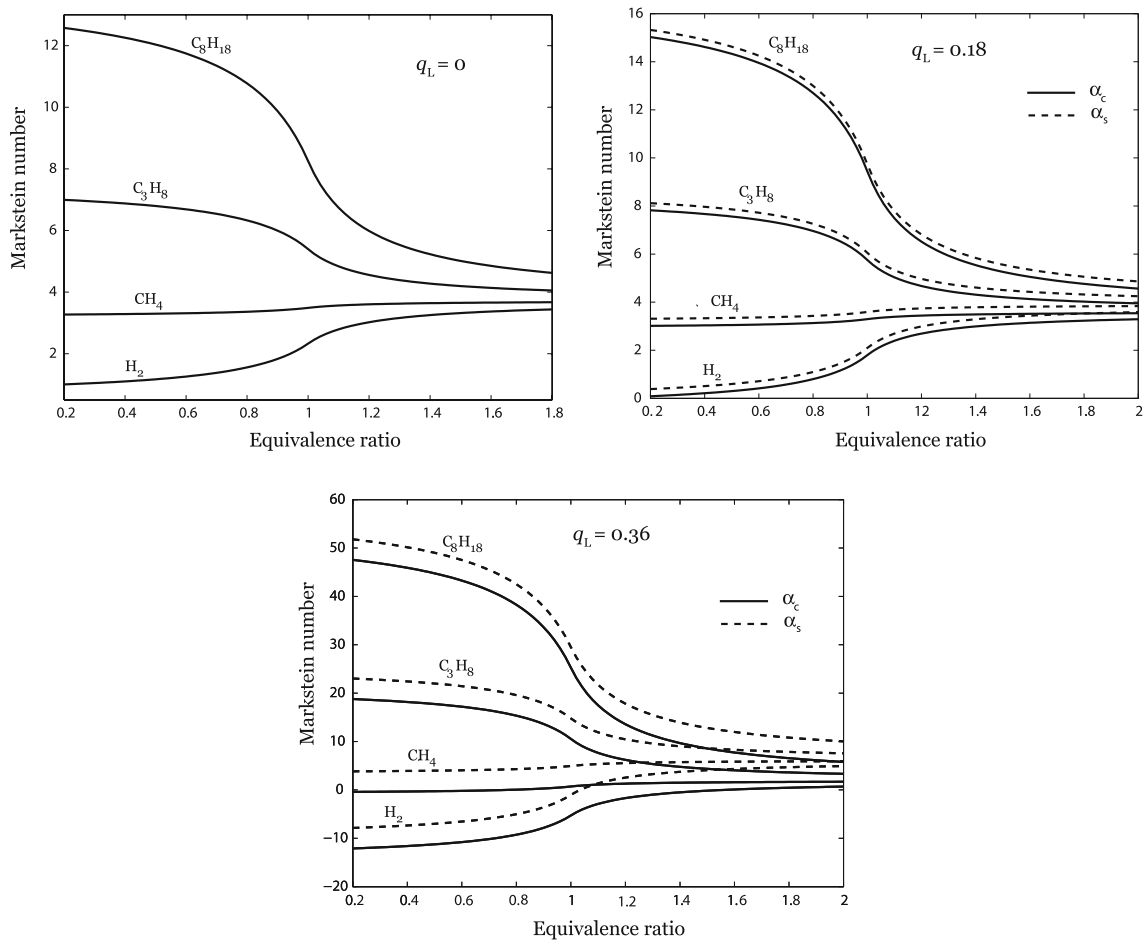 C8H18
qL = 0
C3H8
CH4
H2
Markstein number
12
10
8
6
4
2
0.2 0.4 0.6 0.8 1 1.2 1.4 1.6 1.8
Equivalence ratio
C8H18
qL = 0.18
αc
αs
C3H8
CH4
H2
Markstein number
16
14
12
10
8
6
4
2
0
0.2 0.4 0.6 0.8 1 1.2 1.4 1.6 1.8 2
Equivalence ratio
C8H18
qL = 0.36
αc
αs
C3H8
CH4
H2
Markstein number
60
50
40
30
20
10
0
−10
−20
0.2 0.4 0.6 0.8 1 1.2 1.4 1.6 1.8 2
Equivalence ratio